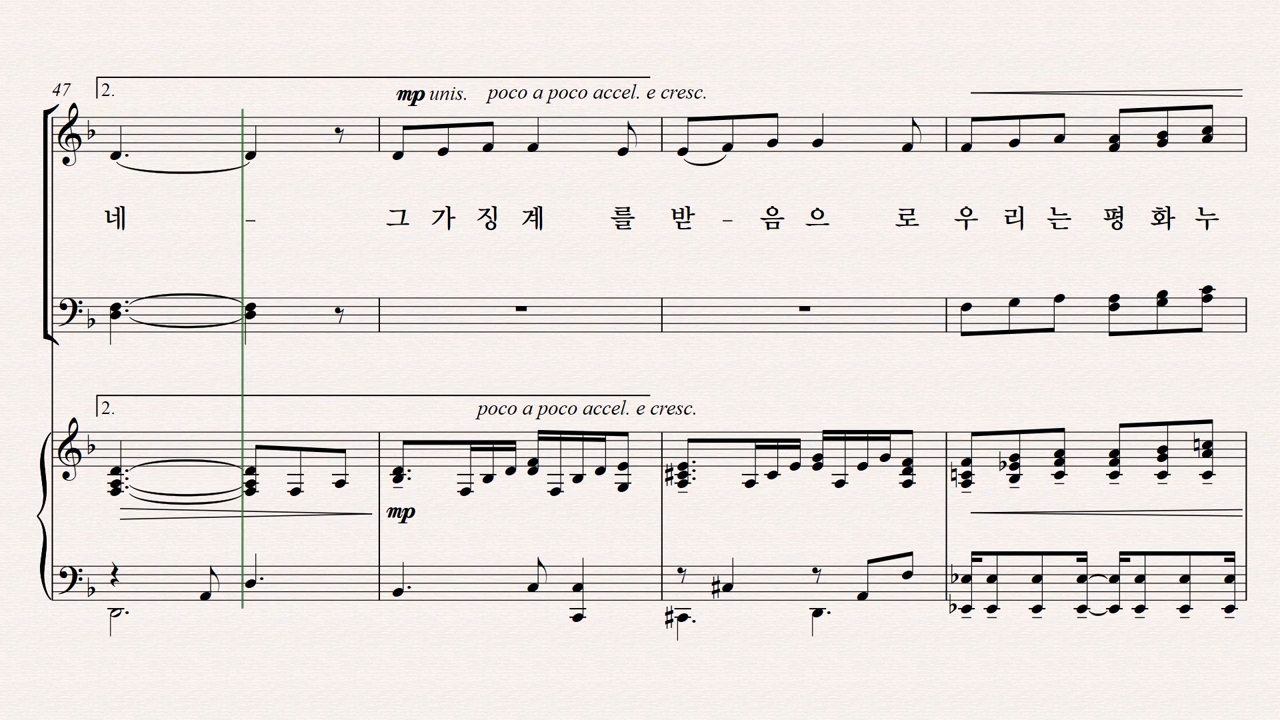 47
2.
mp unis. poco a poco accel. e cresc.
네 - 그 가 징 계 를 받 - 음 으 로 우 리 는 평 화 누
2.
poco a poco accel. e cresc.
mp